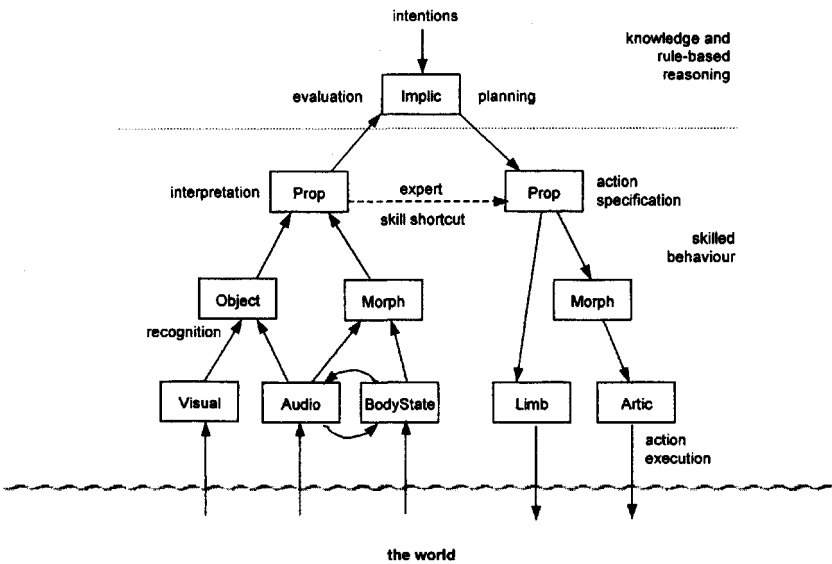 intentions
knowledge and
rule-based
reasoning
evaluation
Implic
planning
interpretation
Prop
expert
skill shortcut
Prop
action
specification
skilled
behaviour
Object
Morph
Morph
recognition
Visual
Audio
BodyState
Limb
Artic
action
execution
the world